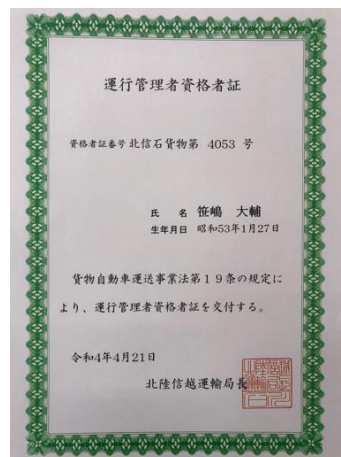 運行管理者資格者証
資格者証番号 北信石貨物第 4053 号
氏 名 笹嶋 大輔
生年月日 昭和53年1月27日
貨物自動車運送事業法第19条の規定に
より、運行管理者資格者証を交付する。
令和4年4月21日
北陸信越運輸局長